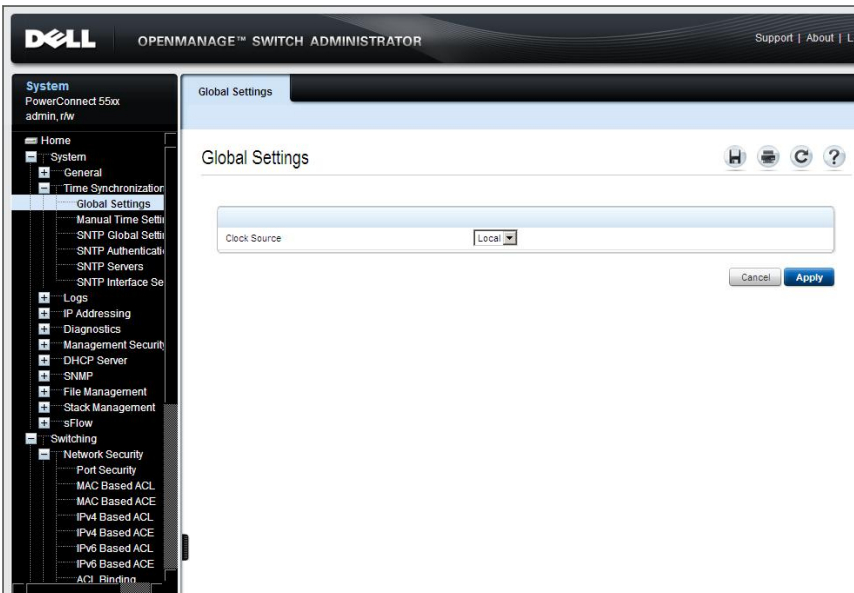 DELL
OPENMANAGE™ SWITCH ADMINISTRATOR
Support | About | L
System
PowerConnect 55xx
admin, r/w
Home
System
General
Time Synchronization
Global Settings
Manual Time Settin
SNTP Global Settin
SNTP Authenticati
SNTP Servers
SNTP Interface Se
Logs
IP Addressing
Diagnostics
Management Securit
DHCP Server
SNMP
File Management
Stack Management
sFlow
Switching
Network Security
Port Security
MAC Based ACL
MAC Based ACE
IPv4 Based ACL
IPv4 Based ACE
IPv6 Based ACL
IPv6 Based ACE
ACL Binding
Global Settings
Global Settings
Clock Source
Local
Cancel
Apply